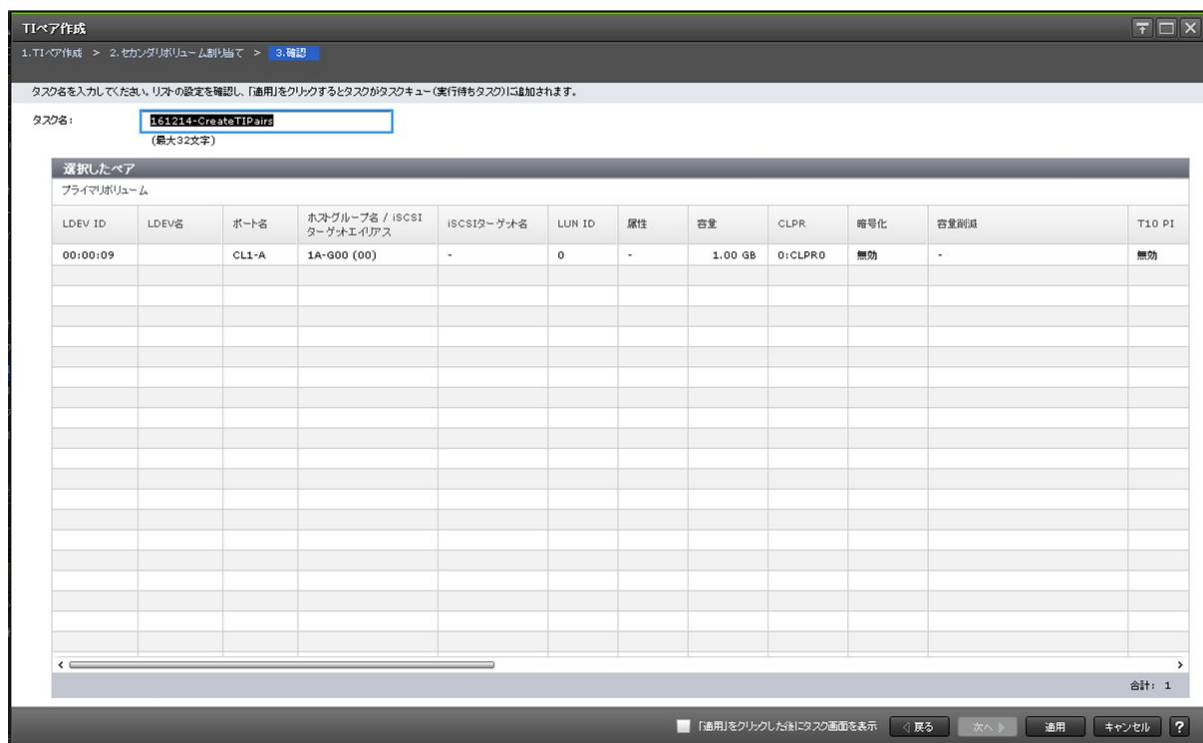 TIペア作成
1.TIペア作成 > 2.セカンダリボリューム割り当て > 3.確認
タスク名を入力してください。リストの設定を確認し、「適用」をクリックするとタスクがタスクキュー(実行待ちタスク)に追加されます。
タスク名: 161214-CreateTIPairs
(最大32文字)
選択したペア
プライマリボリューム
LDEV ID LDEV名 ポート名 ホストグループ名 / iSCSIターゲットエイリアス iSCSIターゲット名 LUN ID 属性 容量 CLPR 暗号化 容量削減 T10 PI
00:00:09 CL1-A 1A-G00 (00) - 0 - 1.00 GB 0:CLPR0 無効 - 無効
合計: 1
「適用」をクリックした後にタスク画面を表示 戻る 次へ 適用 キャンセル ?